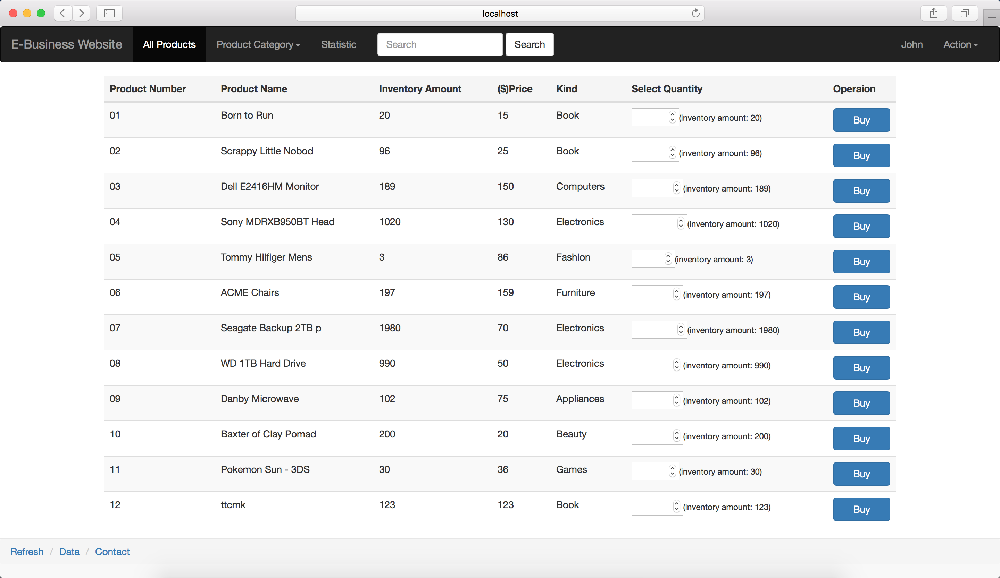 localhost
E-Business Website All Products Product Category Statistic Search Search John Action
Product Number Product Name Inventory Amount ($)Price Kind Select Quantity Operaion
01 Born to Run 20 15 Book (inventory amount: 20) Buy
02 Scrappy Little Nobod 96 25 Book (inventory amount: 96) Buy
03 Dell E2416HM Monitor 189 150 Computers (inventory amount: 189) Buy
04 Sony MDRXB950BT Head 1020 130 Electronics (inventory amount: 1020) Buy
05 Tommy Hilfiger Mens 3 86 Fashion (inventory amount: 3) Buy
06 ACME Chairs 197 159 Furniture (inventory amount: 197) Buy
07 Seagate Backup 2TB p 1980 70 Electronics (inventory amount: 1980) Buy
08 WD 1TB Hard Drive 990 50 Electronics (inventory amount: 990) Buy
09 Danby Microwave 102 75 Appliances (inventory amount: 102) Buy
10 Baxter of Clay Pomad 200 20 Beauty (inventory amount: 200) Buy
11 Pokemon Sun - 3DS 30 36 Games (inventory amount: 30) Buy
12 ttcmk 123 123 Book (inventory amount: 123) Buy
Refresh / Data / Contact